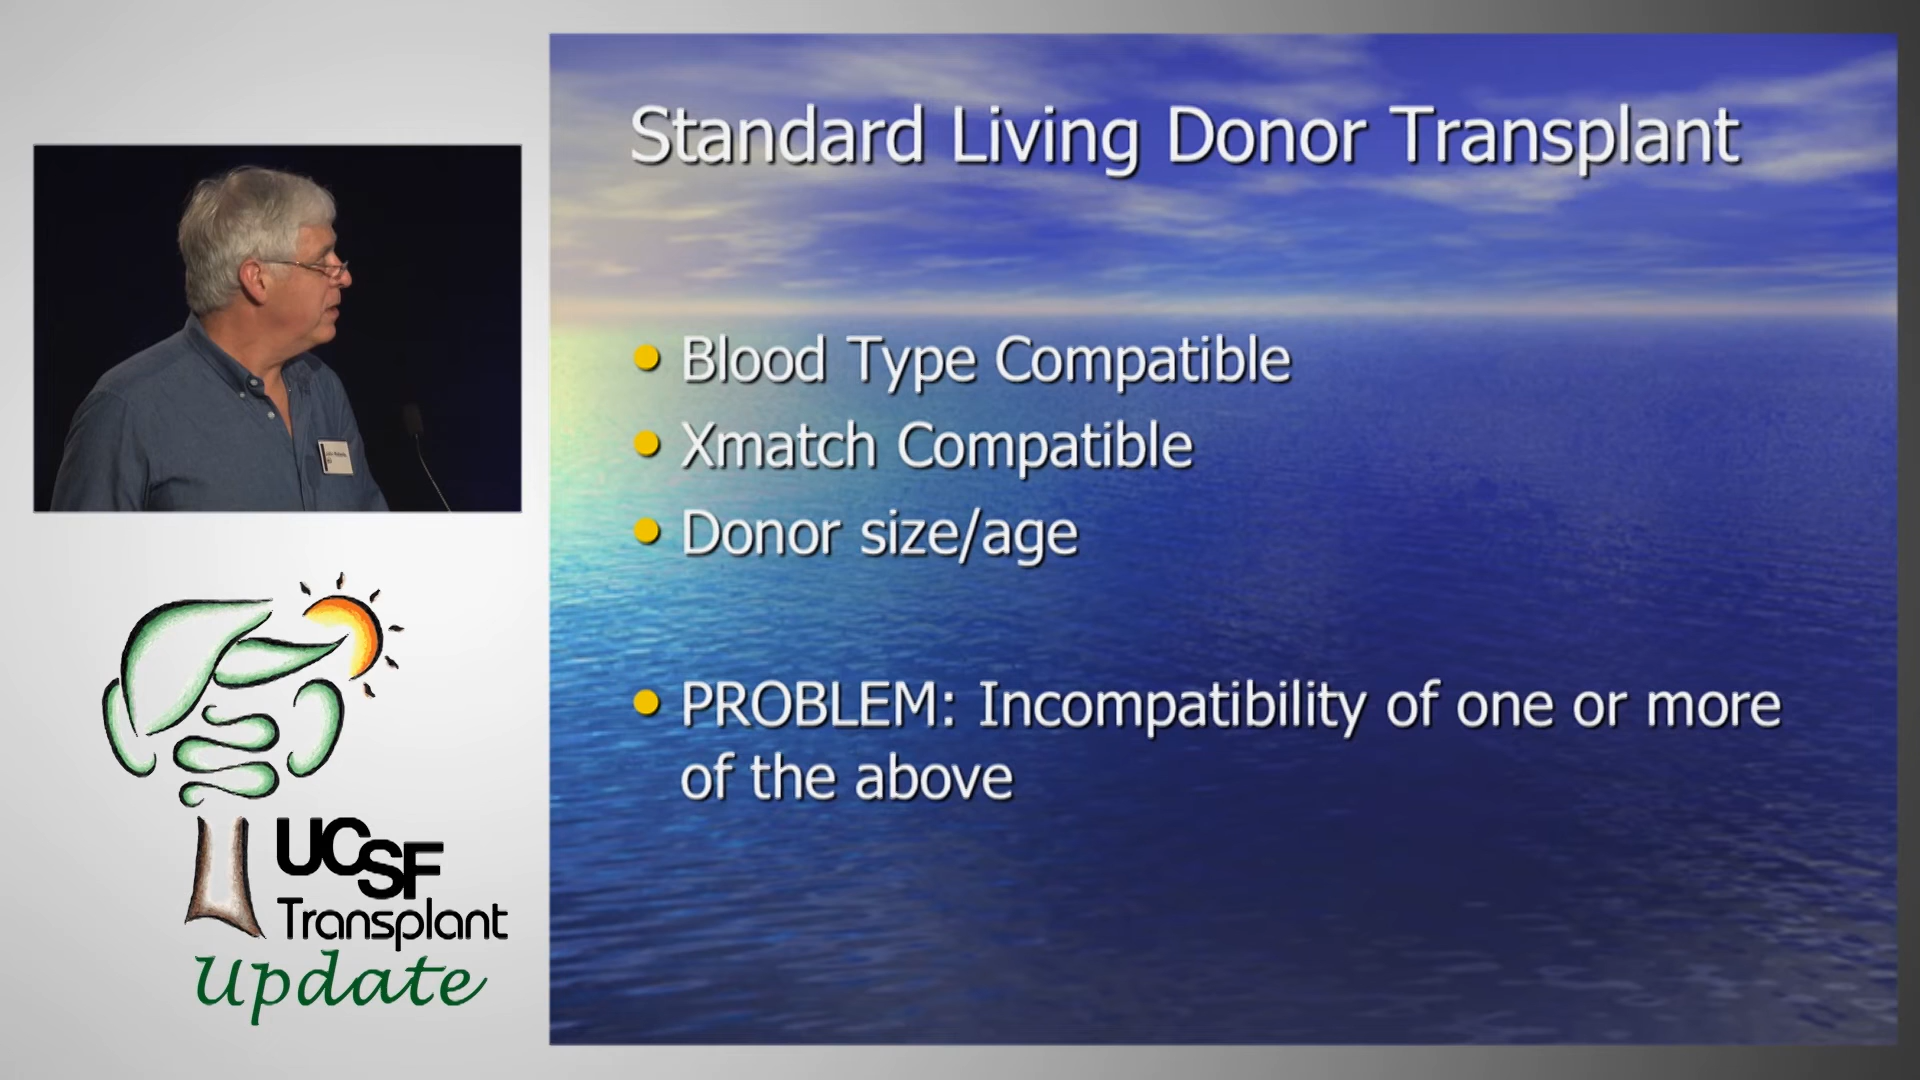 Standard Living Donor Transplant
Blood Type Compatible
Xmatch Compatible
Donor size/age
PROBLEM: Incompatibility of one or more
of the above
UCSF
Transplant
Update